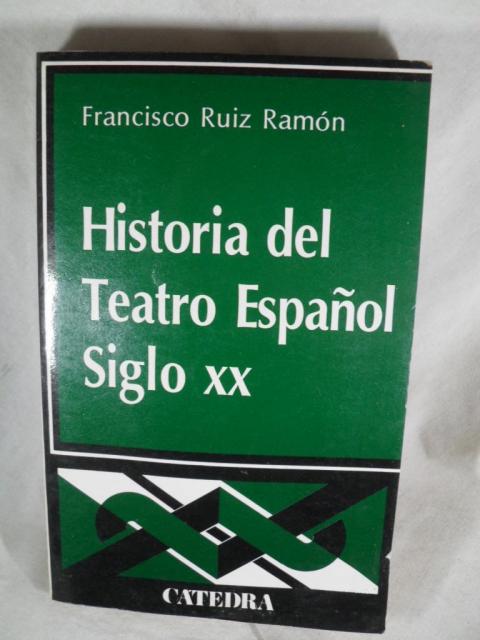 Francisco Ruiz Ramón
Historia del
Teatro Español
Siglo XX
CATEDRA